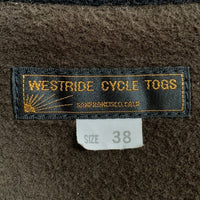 WESTRIDE CYCLE TOGS
SAN FRANCISCO, CALIF
SIZE 38